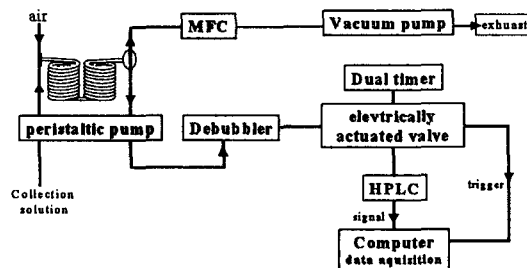 air
MFC
Vacuum pump
exhaust
Dual timer
peristaltic pump
Debubbler
elevtrically
actuated valve
Collection
solution
HPLC
trigger
signal
Computer
data aquisition